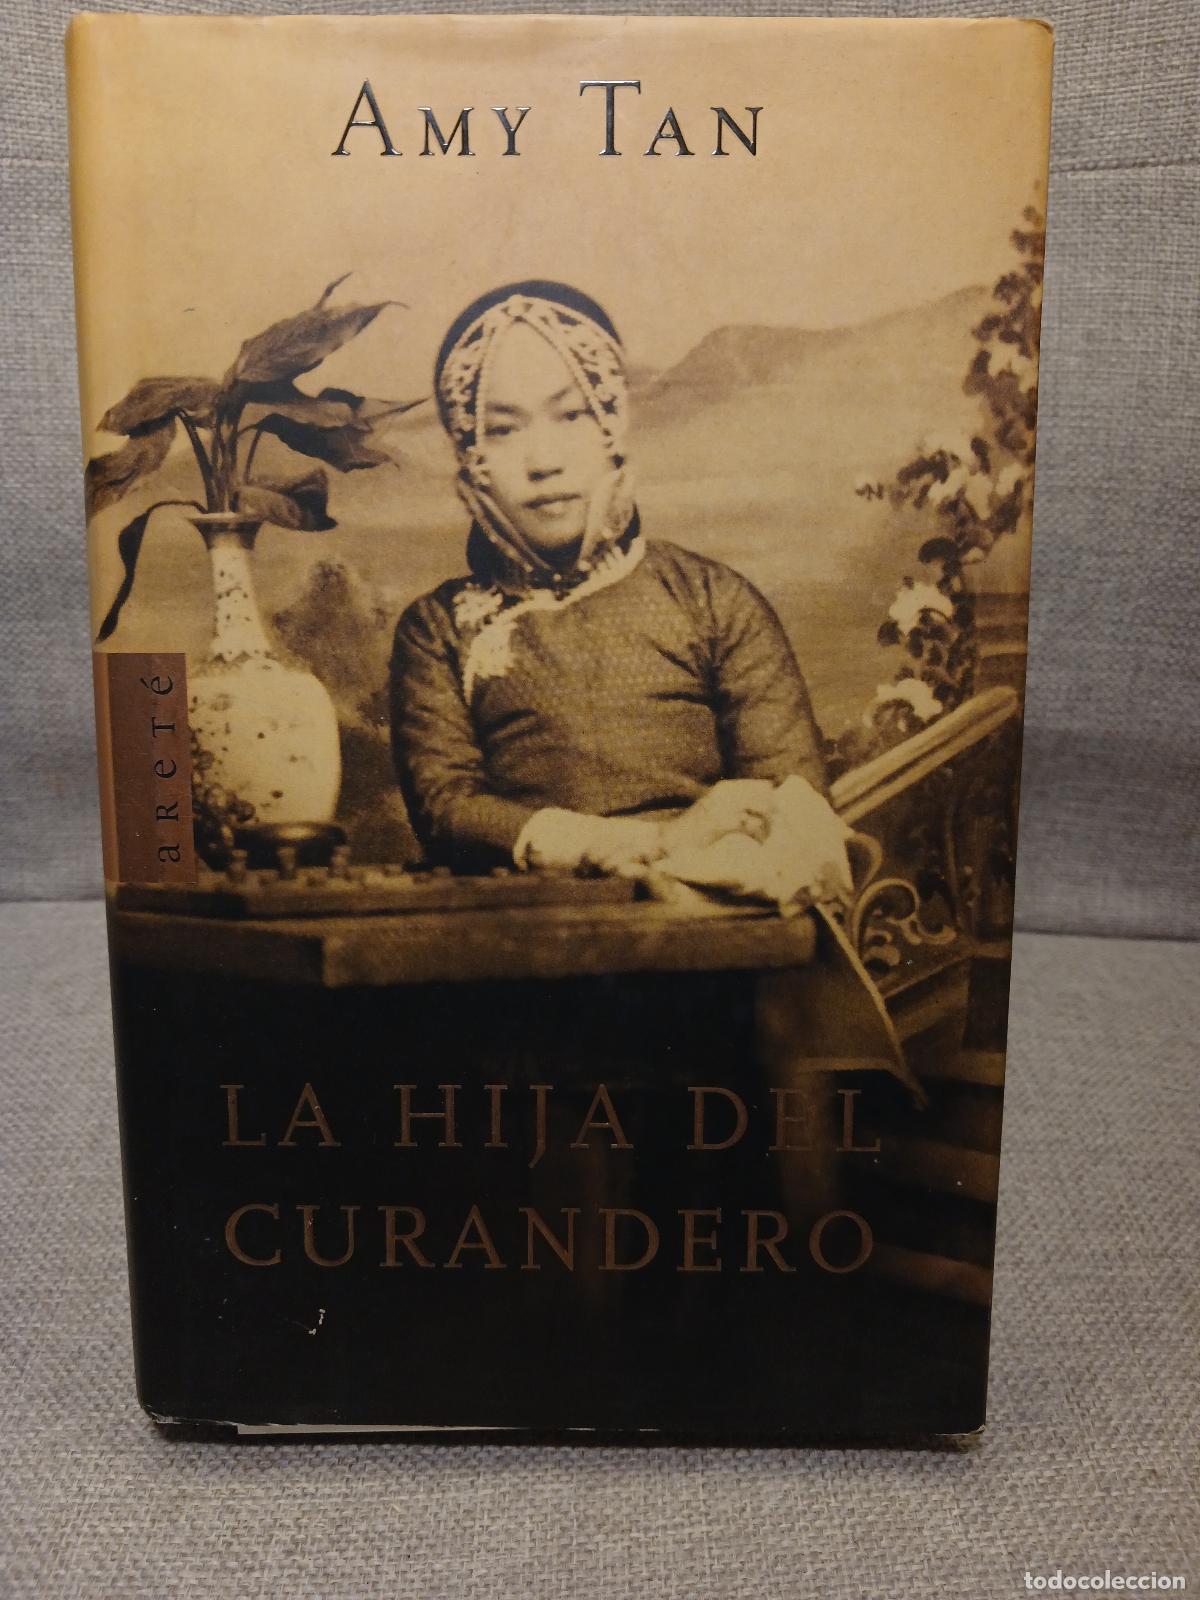 AMY TAN
aReTé
LA HIJA DEL
CURANDERO
todocoleccion